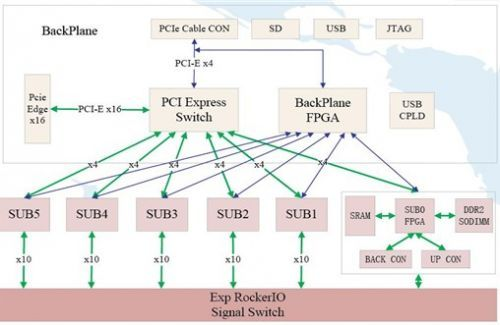 BackPlane
PCIe Cable CON
SD
USB
JTAG
PCI-E x4
Pcie
Edge
x16
PCI-E x16
PCI Express
Switch
BackPlane
FPGA
USB
CPLD
x4
x4
x4
x4
x4
x4
SUB5
SUB4
SUB3
SUB2
SUB1
SRAM
SUB0
FPGA
DDR2
SODIMM
BACK CON
UP CON
x10
x10
x10
x10
x10
Exp RockerIO
Signal Switch